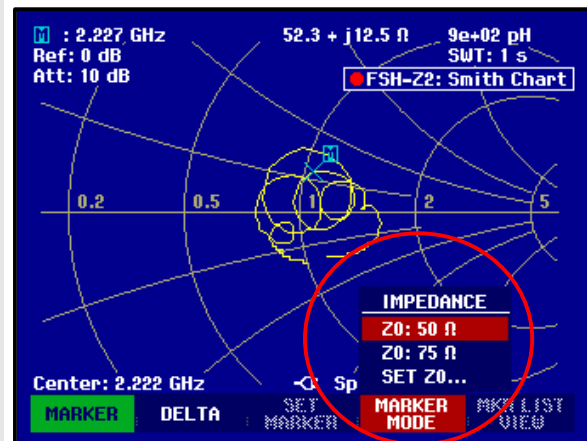 M : 2.227 GHz 52.3 + j12.5 Ω 9e+02 pH
Ref: 0 dB SWT: 1 s
Att: 10 dB
FSH-Z2: Smith Chart
M
0.2 0.5 1 2 5
IMPEDANCE
Z0: 50 Ω
Z0: 75 Ω
SET Z0...
Center: 2.222 GHz Sp
MARKER DELTA SET MARKER MARKER MODE MKR LIST VIEW